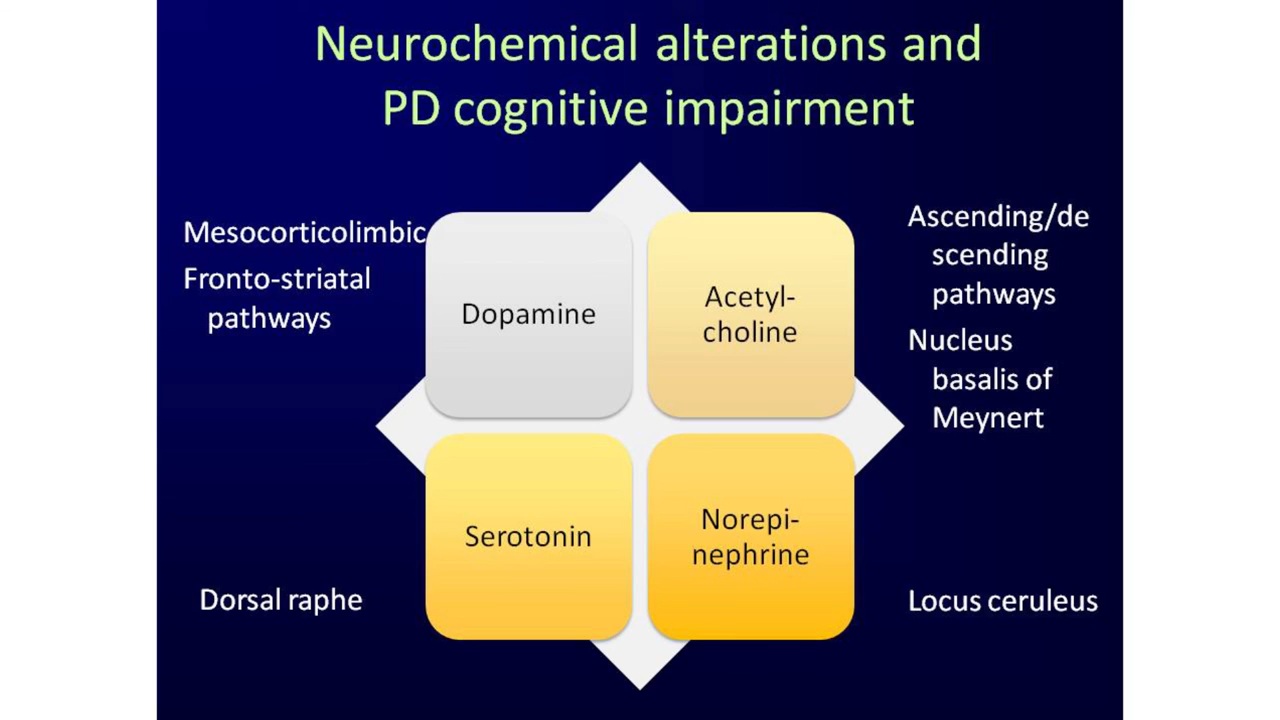 Neurochemical alterations and
PD cognitive impairment
Mesocorticolimbic
Fronto-striatal
pathways
Dopamine
Acetyl-
choline
Ascending/de
scending
pathways
Nucleus
basalis of
Meynert
Serotonin
Norepi-
nephrine
Dorsal raphe
Locus ceruleus